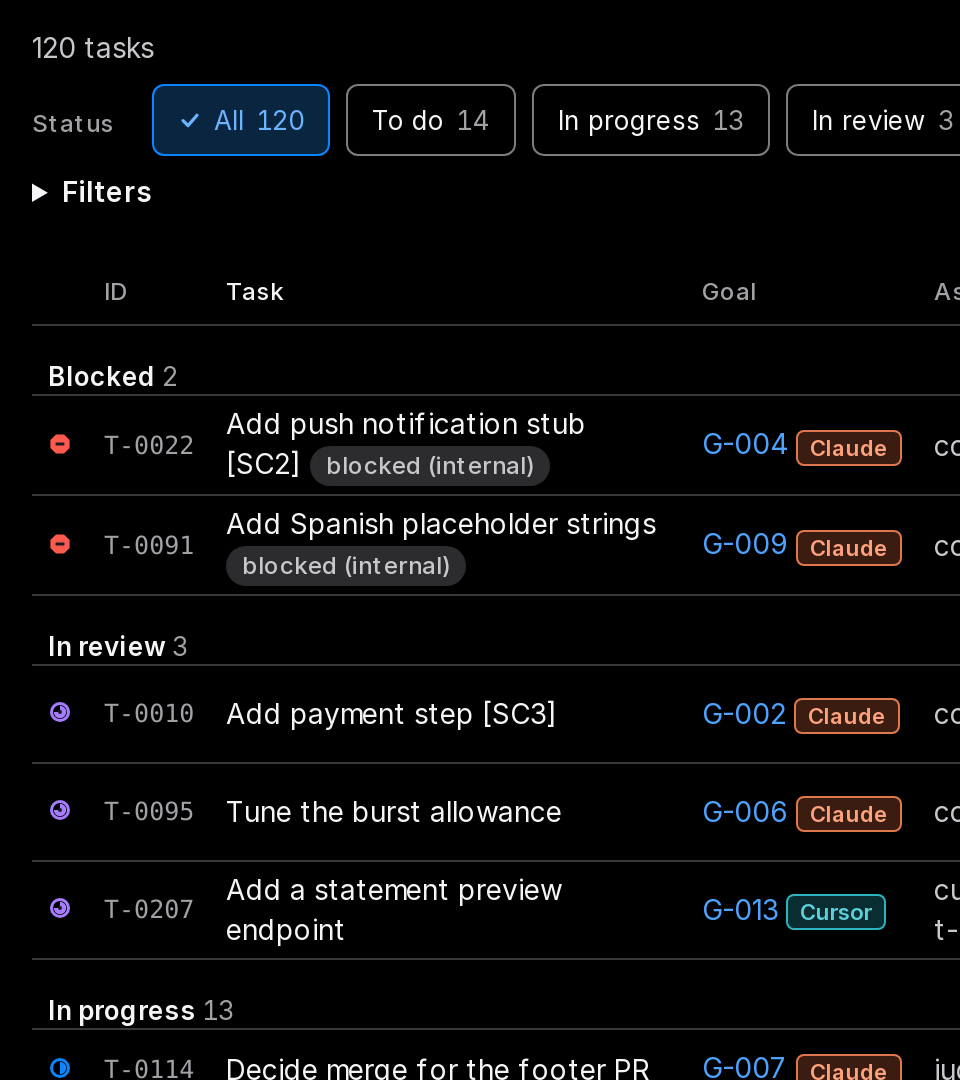 120 tasks
Status All 120 To do 14 In progress 13 In review 3
Filters
ID Task Goal
Blocked 2
T-0022 Add push notification stub [SC2] blocked (internal) G-004 Claude
T-0091 Add Spanish placeholder strings blocked (internal) G-009 Claude
In review 3
T-0010 Add payment step [SC3] G-002 Claude
T-0095 Tune the burst allowance G-006 Claude
T-0207 Add a statement preview endpoint G-013 Cursor
In progress 13
T-0114 Decide merge for the footer PR G-007 Claude